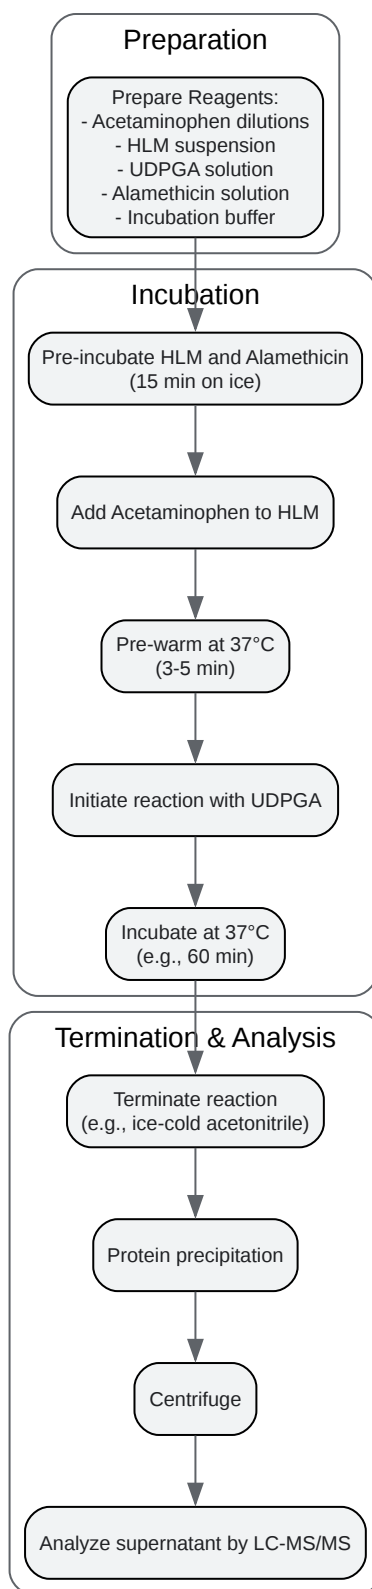 Preparation
Prepare Reagents:
- Acetaminophen dilutions
- HLM suspension
- UDPGA solution
- Alamethicin solution
- Incubation buffer
Incubation
Pre-incubate HLM and Alamethicin
(15 min on ice)
Add Acetaminophen to HLM
Pre-warm at 37°C
(3-5 min)
Initiate reaction with UDPGA
Incubate at 37°C
(e.g., 60 min)
Termination & Analysis
Terminate reaction
(e.g., ice-cold acetonitrile)
Protein precipitation
Centrifuge
Analyze supernatant by LC-MS/MS